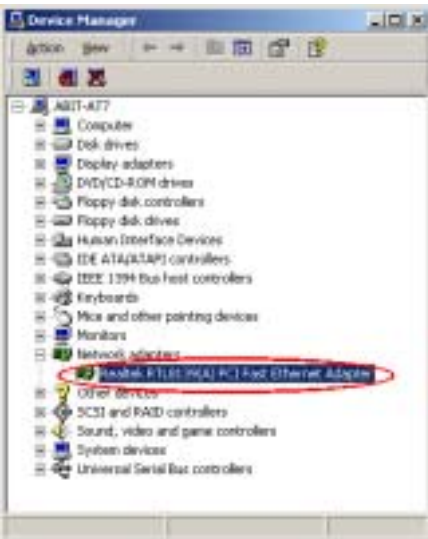 Device Manager
Action View
ABIT-AT7
Computer
Disk drives
Display adapters
DVD/CD-ROM drives
Floppy disk controllers
Floppy disk drives
Human Interface Devices
IDE ATA/ATAPI controllers
IEEE 1394 Bus host controllers
Keyboards
Mice and other pointing devices
Monitors
Network adapters
Realtek RTL8139(A) PCI Fast Ethernet Adapter
Other devices
SCSI and RAID controllers
Sound, video and game controllers
System devices
Universal Serial Bus controllers